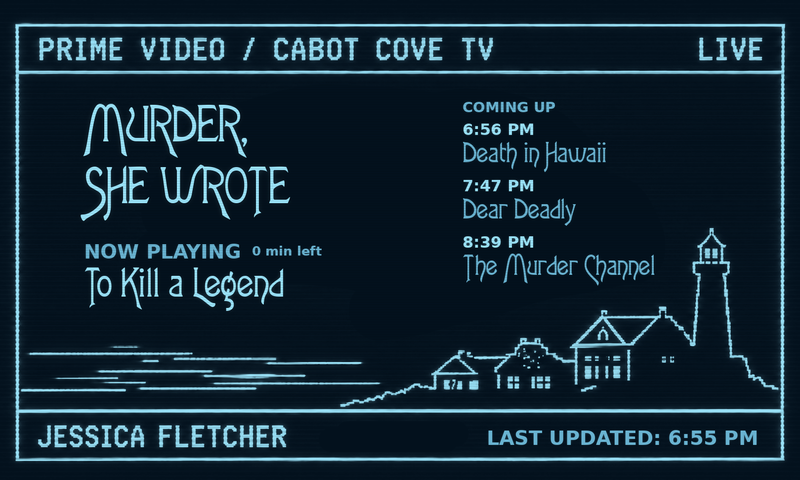 PRIME VIDEO / CABOT COVE TV
LIVE
MURDER,
SHE WROTE
NOW PLAYING 0 min left
To Kill a Legend
COMING UP
6:56 PM
Death in Hawaii
7:47 PM
Dear Deadly
8:39 PM
The Murder Channel
JESSICA FLETCHER
LAST UPDATED: 6:55 PM